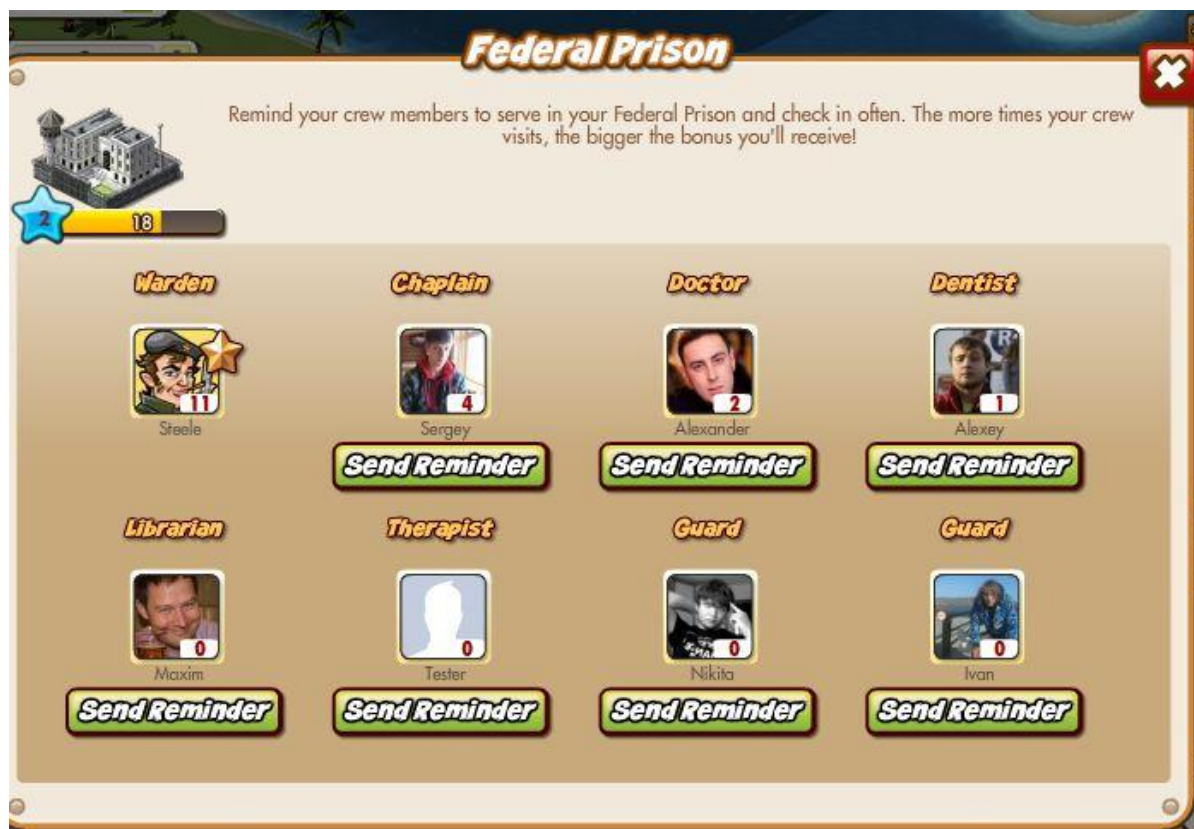 Federal Prison
Remind your crew members to serve in your Federal Prison and check in often. The more times your crew
visits, the bigger the bonus you'll receive!
2
18
Warden
Chaplain
Doctor
Dentist
11
4
2
1
Steele
Sergey
Alexander
Alexey
Send Reminder
Send Reminder
Send Reminder
Librarian
Therapist
Guard
Guard
0
0
0
0
Maxim
Tester
Nikita
Ivan
Send Reminder
Send Reminder
Send Reminder
Send Reminder